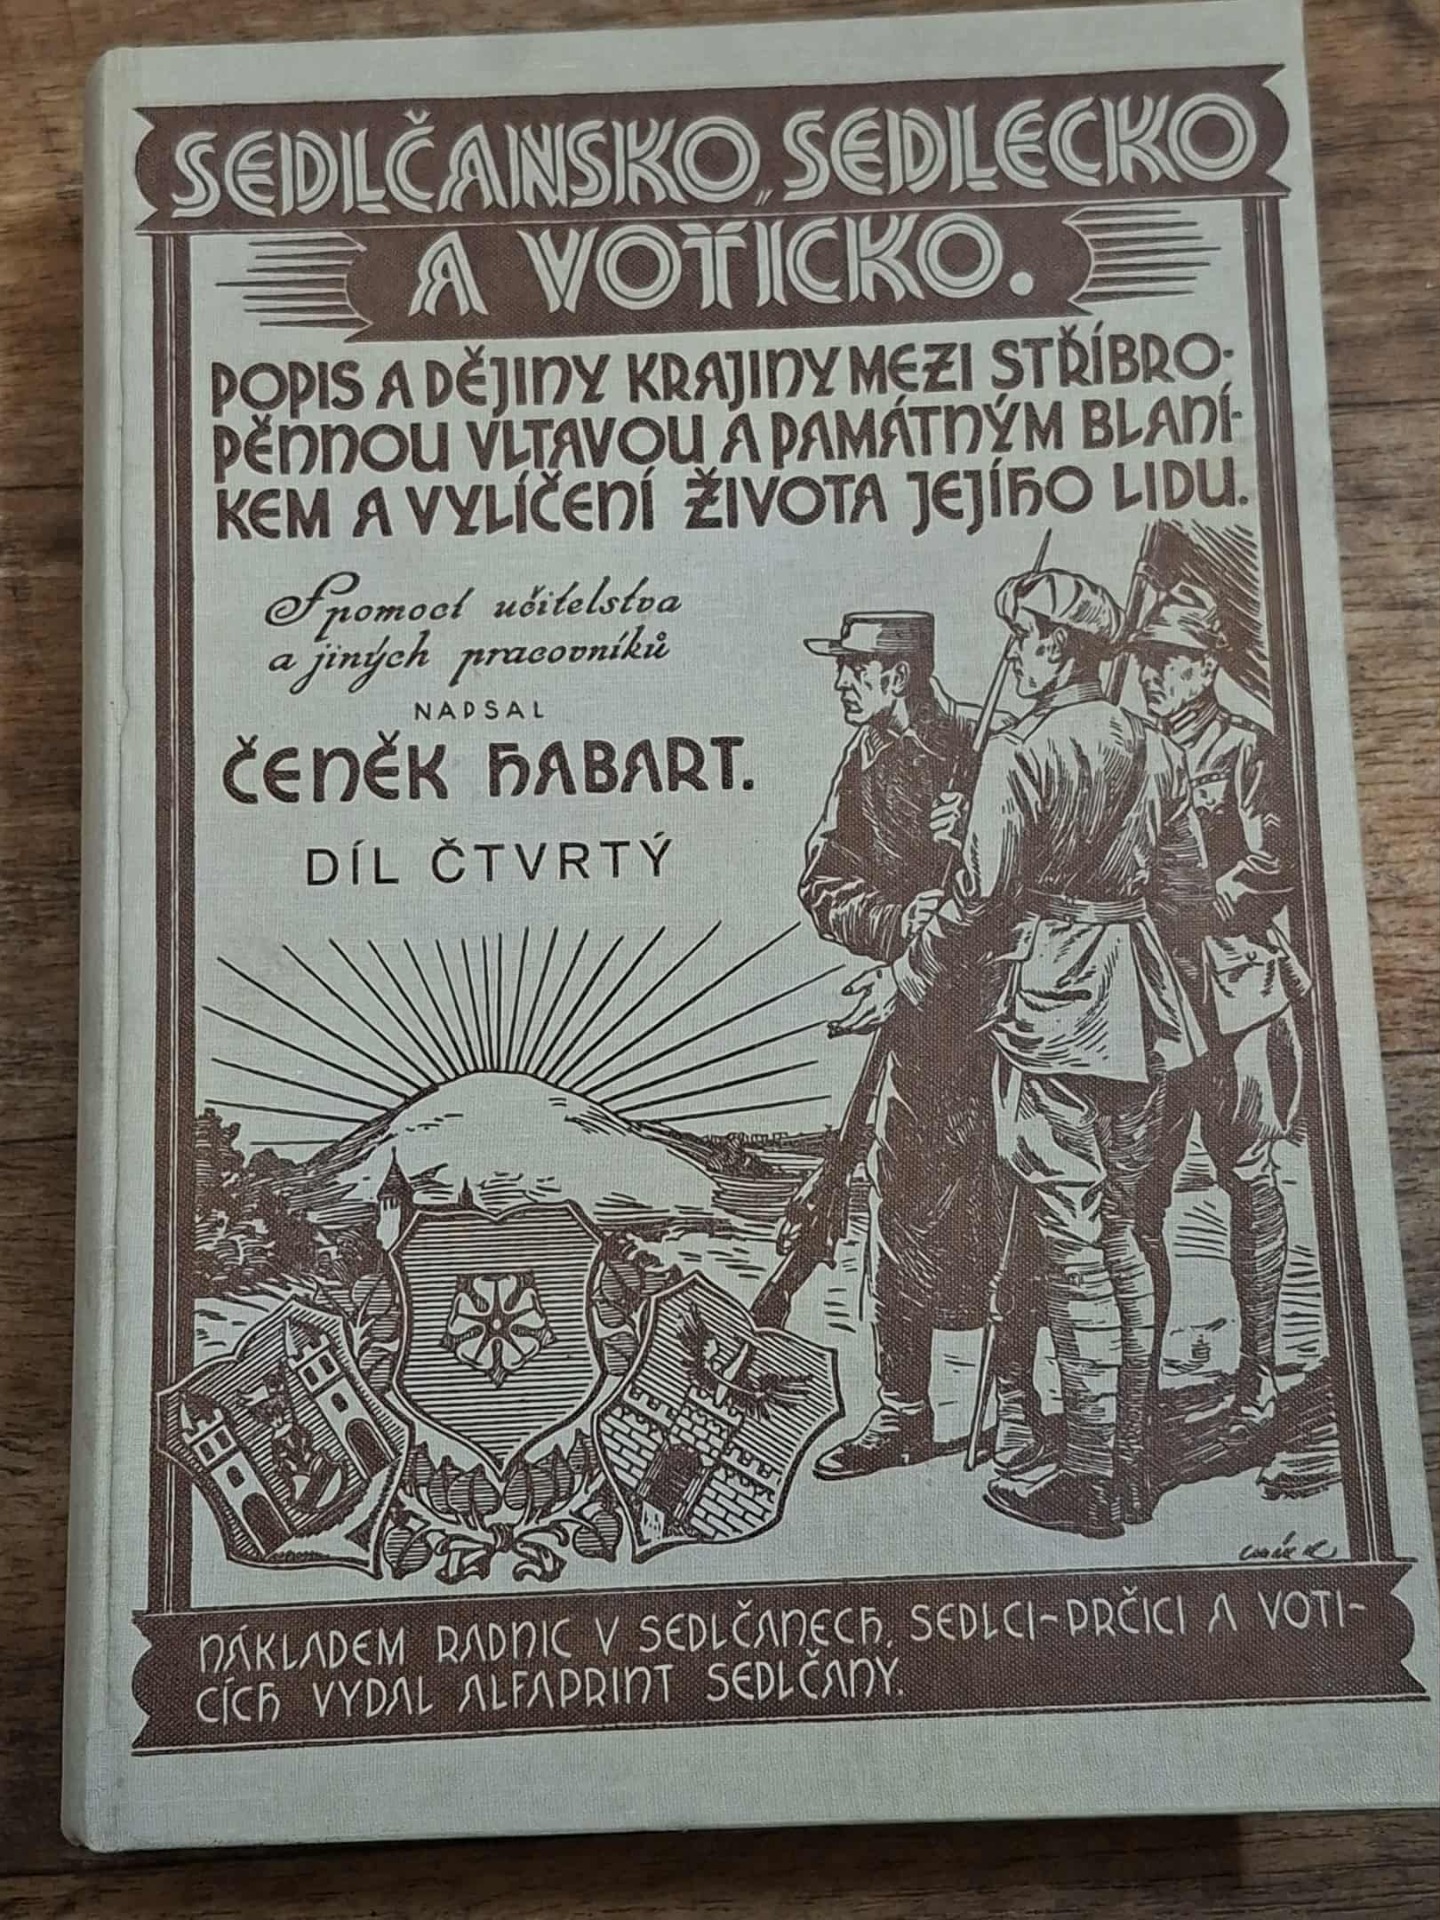 SEDLČANSKO, SEDLECKO
A VOTICKO.
POPIS A DĚJINY KRAJINY MEZI STŘÍBRO-
PĚNNOU VLTAVOU A PAMÁTNÝM BLANÍ-
KEM A VYLÍČENÍ ŽIVOTA JEJÍHO LIDU.
S pomocí učitelstva
a jiných pracovníků
NAPSAL
ČENĚK HABART.
DÍL ČTVRTÝ
NÁKLADEM RADNIC V SEDLČANECH, SEDLCI-PRČICI A VOTI-
CÍCH VYDAL ALFAPRINT SEDLČANY.